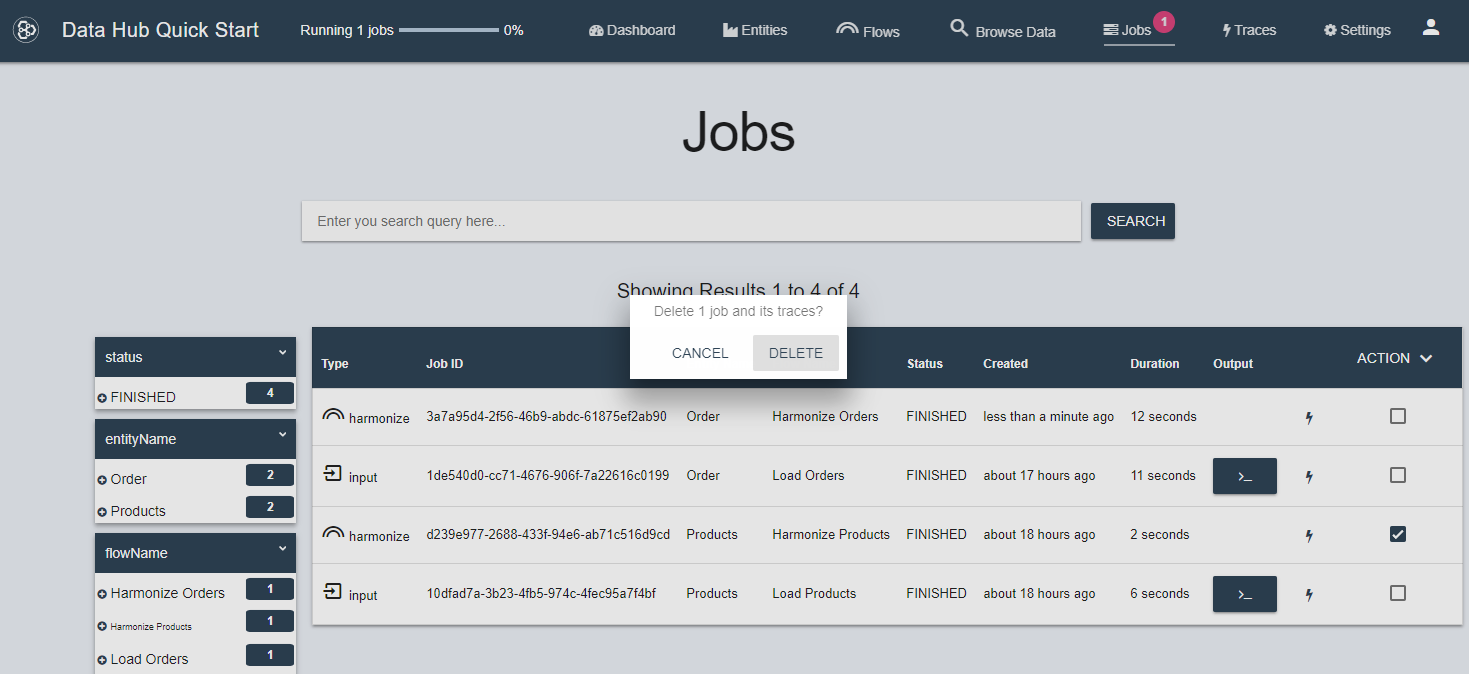 Data Hub Quick Start Running 1 jobs 0% Dashboard Entities Flows Browse Data Jobs 1 Traces Settings
Jobs
Enter you search query here... SEARCH
Showing Results 1 to 4 of 4
Delete 1 job and its traces?
CANCEL DELETE
status
FINISHED 4
entityName
Order 2
Products 2
flowName
Harmonize Orders 1
Harmonize Products 1
Load Orders 1
Type Job ID Status Created Duration Output ACTION
harmonize 3a7a95d4-2f56-46b9-abdc-61875ef2ab90 Order Harmonize Orders FINISHED less than a minute ago 12 seconds
input 1de540d0-cc71-4676-906f-7a22616c0199 Order Load Orders FINISHED about 17 hours ago 11 seconds >_
harmonize d239e977-2688-433f-94e6-ab71c516d9cd Products Harmonize Products FINISHED about 18 hours ago 2 seconds
input 10dfad7a-3b23-4fb5-974c-4fec95a7f4bf Products Load Products FINISHED about 18 hours ago 6 seconds >_